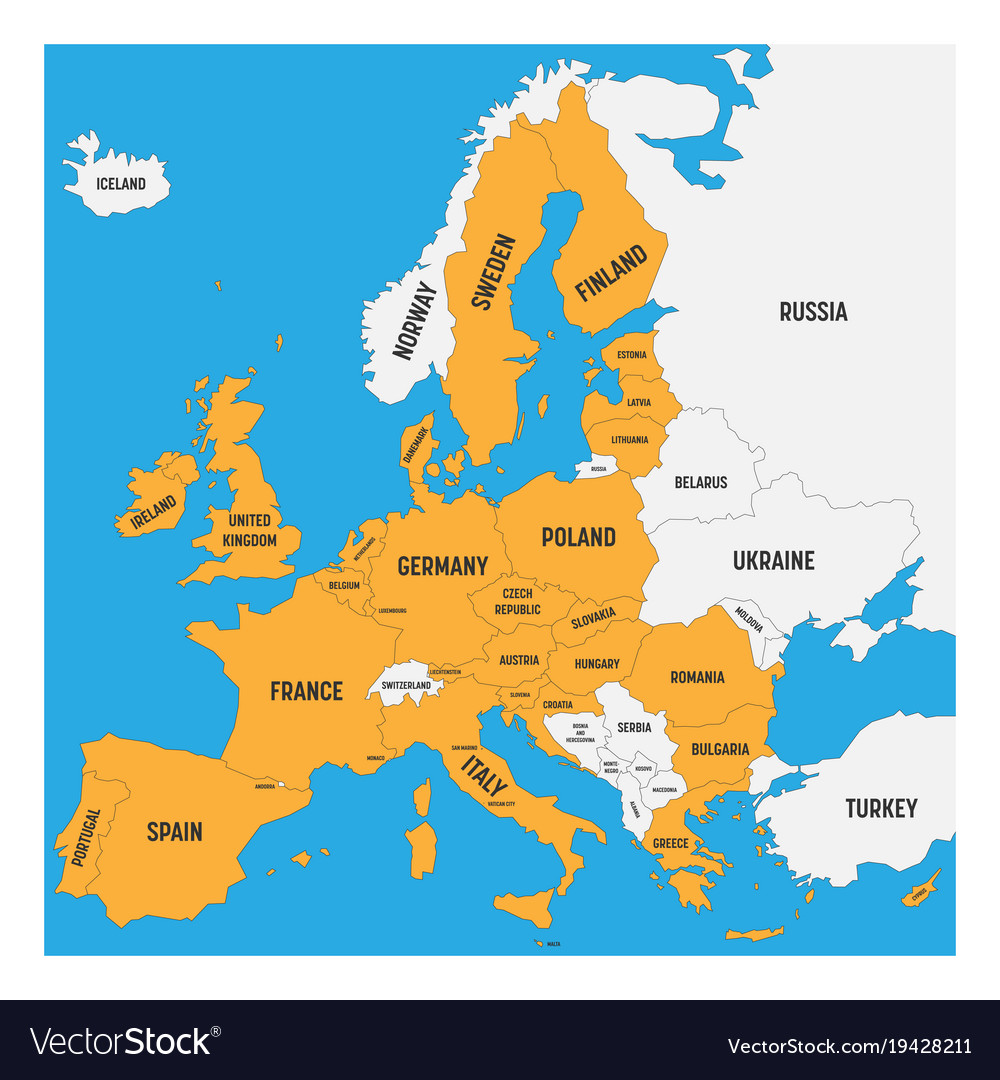 ICELAND
NORWAY
SWEDEN
FINLAND
RUSSIA
ESTONIA
LATVIA
LITHUANIA
RUSSIA
DANEMARK
BELARUS
IRELAND
UNITED
KINGDOM
NETHERLANDS
POLAND
GERMANY
UKRAINE
BELGIUM
CZECH
REPUBLIC
LUXEMBOURG
SLOVAKIA
MOLDOVA
AUSTRIA
HUNGARY
LIECHTENSTEIN
SWITZERLAND
ROMANIA
FRANCE
SLOVENIA
CROATIA
BOSNIA
AND
HERCEGOVINA
SERBIA
SAN MARINO
BULGARIA
MONACO
ITALY
MONTE-
NEGRO
KOSOVO
ANDORRA
MACEDONIA
VATICAN CITY
ALBANIA
TURKEY
PORTUGAL
SPAIN
GREECE
CYPRUS
MALTA
VectorStock®
VectorStock.com/19428211